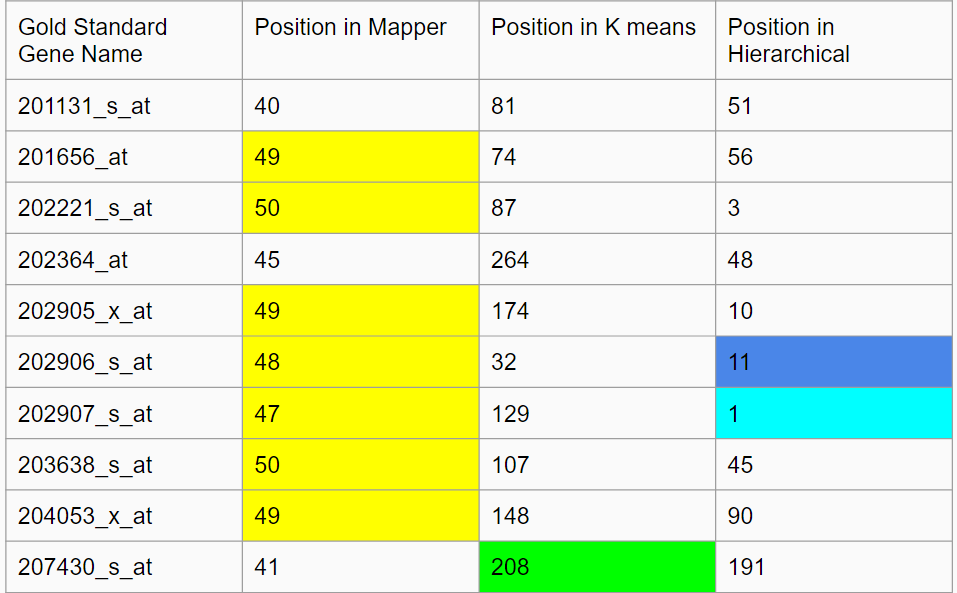 Gold Standard Gene Name	Position in Mapper	Position in K means	Position in Hierarchical
201131_s_at	40	81	51
201656_at	49	74	56
202221_s_at	50	87	3
202364_at	45	264	48
202905_x_at	49	174	10
202906_s_at	48	32	11
202907_s_at	47	129	1
203638_s_at	50	107	45
204053_x_at	49	148	90
207430_s_at	41	208	191